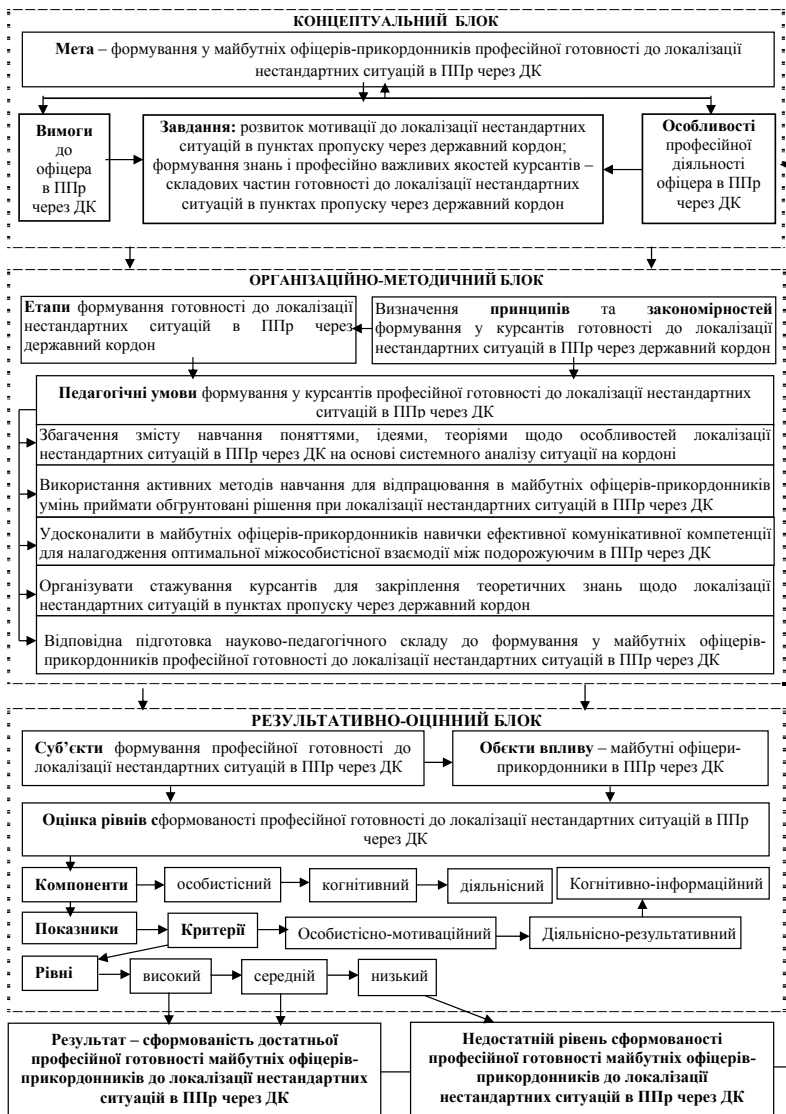 КОНЦЕПТУАЛЬНИЙ БЛОК
Мета – формування у майбутніх офіцерів-прикордонників професійної готовності до локалізації
нестандартних ситуацій в ППр через ДК
Вимоги
до
офіцера
в ППр
через ДК
Завдання: розвиток мотивації до локалізації нестандартних
ситуацій в пунктах пропуску через державний кордон;
формування знань і професійно важливих якостей курсантів –
складових частин готовності до локалізації нестандартних
ситуацій в пунктах пропуску через державний кордон
Особливості
професійної
діяльності
офіцера в ППр
через ДК
ОРГАНІЗАЦІЙНО-МЕТОДИЧНИЙ БЛОК
Етапи формування готовності до локалізації
нестандартних ситуацій в ППр через
державний кордон
Визначення принципів та закономірностей
формування у курсантів готовності до локалізації
нестандартних ситуацій в ППр через державний кордон
Педагогічні умови формування у курсантів професійної готовності до локалізації нестандартних
ситуацій в ППр через ДК
Збагачення змісту навчання поняттями, ідеями, теоріями щодо особливостей локалізації
нестандартних ситуацій в ППр через ДК на основі системного аналізу ситуації на кордоні
Використання активних методів навчання для відпрацювання в майбутніх офіцерів-прикордонників
умінь приймати обгрунтовані рішення при локалізації нестандартних ситуацій в ППр через ДК
Удосконалити в майбутніх офіцерів-прикордонників навички ефективної комунікативної компетенції
для налагодження оптимальної міжособистісної взаємодії між подорожуючим в ППр через ДК
Організувати стажування курсантів для закріплення теоретичних знань щодо локалізації
нестандартних ситуацій в пунктах пропуску через державний кордон
Відповідна підготовка науково-педагогічного складу до формування у майбутніх офіцерів-
прикордонників професійної готовності до локалізації нестандартних ситуацій в ППр через ДК
РЕЗУЛЬТАТИВНО-ОЦІННИЙ БЛОК
Суб’єкти формування професійної готовності до
локалізації нестандартних ситуацій в ППр через ДК
Обєкти впливу – майбутні офіцери-
прикордонники в ППр через ДК
Оцінка рівнів сформованості професійної готовності до локалізації нестандартних ситуацій в ППр
через ДК
Компоненти
особистісний
когнітивний
діяльнісний
Когнітивно-інформаційний
Показники
Критерії
Особистісно-мотиваційний
Діяльнісно-результативний
Рівні
високий
середній
низький
Результат – сформованість достатньої
професійної готовності майбутніх офіцерів-
прикордонників до локалізації нестандартних
ситуацій в ППр через ДК
Недостатній рівень сформованості
професійної готовності майбутніх офіцерів-
прикордонників до локалізації
нестандартних ситуацій в ППр через ДК